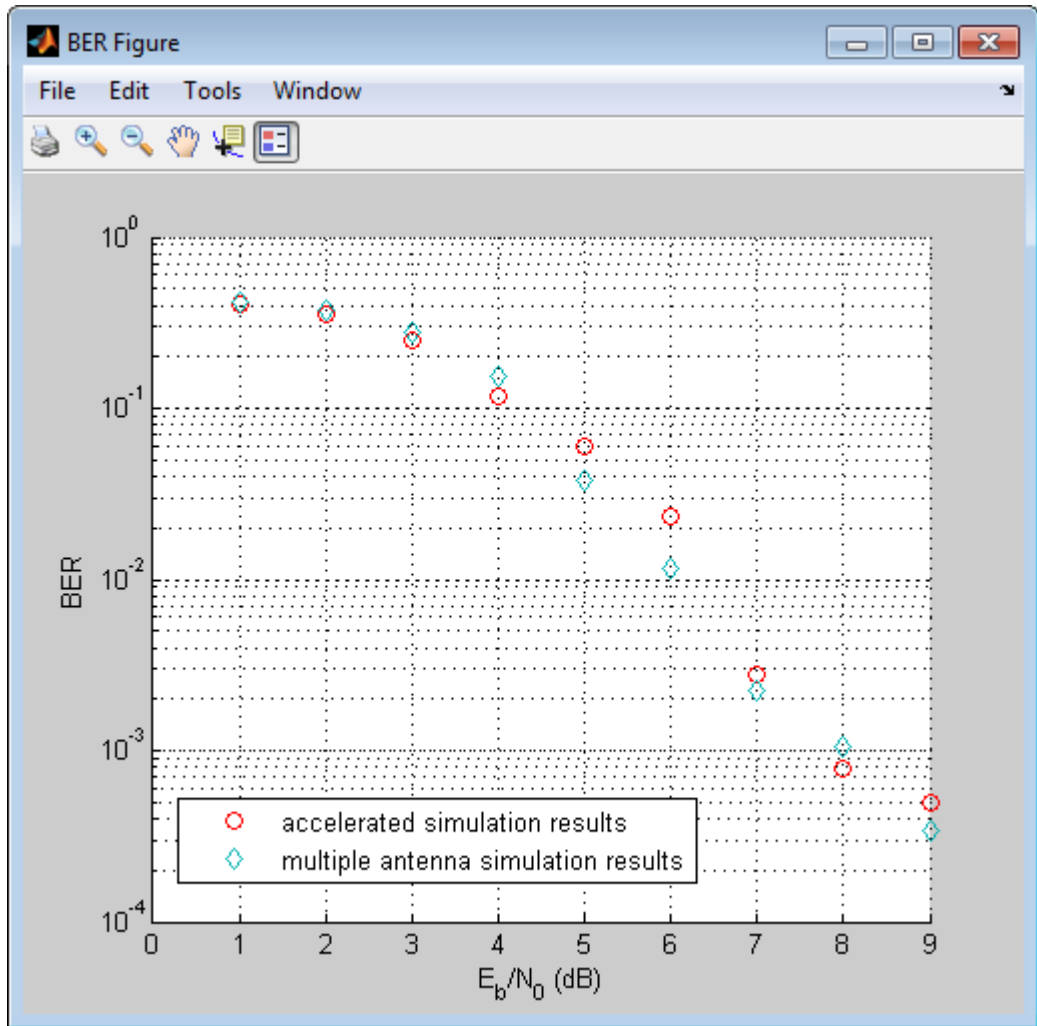 BER Figure
File Edit Tools Window
10^0
10^-1
10^-2
10^-3
10^-4
BER
accelerated simulation results
multiple antenna simulation results
0 1 2 3 4 5 6 7 8 9
E_b/N_0 (dB)